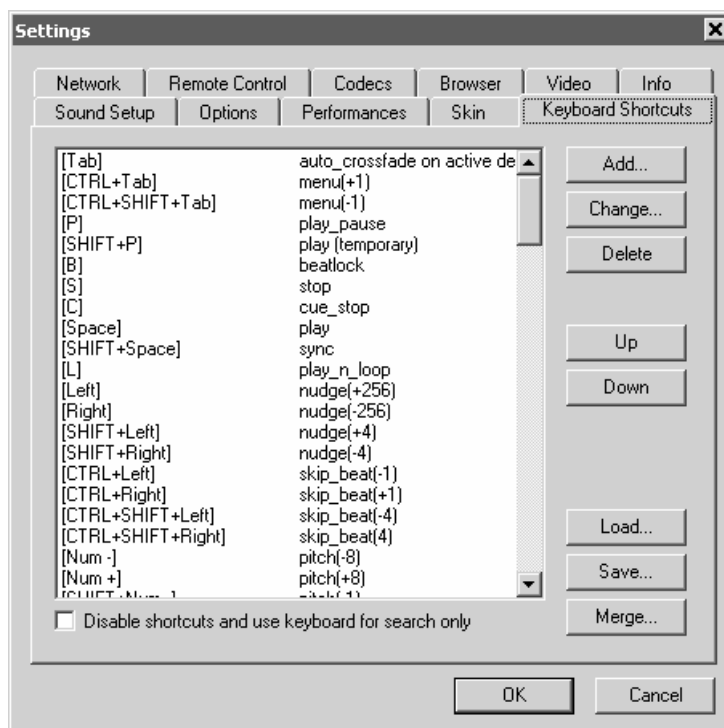 Settings
Network Remote Control Codecs Browser Video Info
Sound Setup Options Performances Skin Keyboard Shortcuts
[Tab] auto_crossfade on active de
[CTRL+Tab] menu(+1)
[CTRL+SHIFT+Tab] menu(-1)
[P] play_pause
[SHIFT+P] play (temporary)
[B] beatlock
[S] stop
[C] cue_stop
[Space] play
[SHIFT+Space] sync
[L] play_n_loop
[Left] nudge(+256)
[Right] nudge(-256)
[SHIFT+Left] nudge(+4)
[SHIFT+Right] nudge(-4)
[CTRL+Left] skip_beat(-1)
[CTRL+Right] skip_beat(+1)
[CTRL+SHIFT+Left] skip_beat(-4)
[CTRL+SHIFT+Right] skip_beat(4)
[Num -] pitch(-8)
[Num +] pitch(+8)
[SHIFT+Num -] pitch(-1)
Add...
Change...
Delete
Up
Down
Load...
Save...
Merge...
Disable shortcuts and use keyboard for search only
OK Cancel